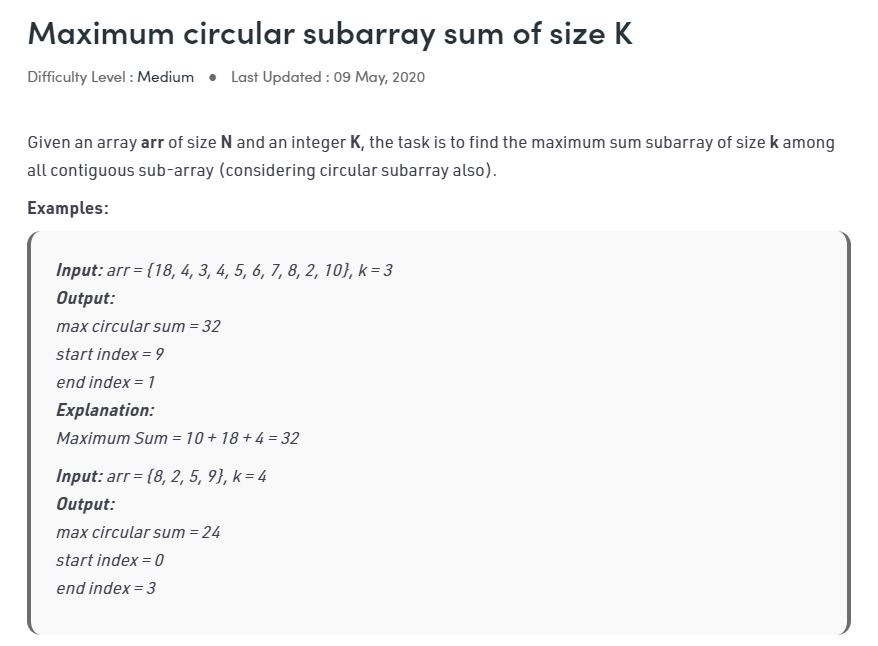 Maximum circular subarray sum of size K
Difficulty Level : Medium ● Last Updated : 09 May, 2020
Given an array arr of size N and an integer K, the task is to find the maximum sum subarray of size k among
all contiguous sub-array (considering circular subarray also).
Examples:
Input: arr = {18, 4, 3, 4, 5, 6, 7, 8, 2, 10}, k = 3
Output:
max circular sum = 32
start index = 9
end index = 1
Explanation:
Maximum Sum = 10 + 18 + 4 = 32
Input: arr = {8, 2, 5, 9}, k = 4
Output:
max circular sum = 24
start index = 0
end index = 3